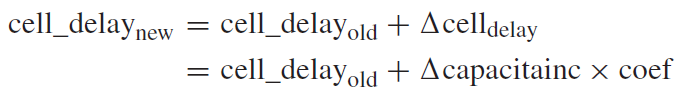 cell_delay_new = cell_delay_old + Δcell_delay
= cell_delay_old + Δcapacitainc × coef